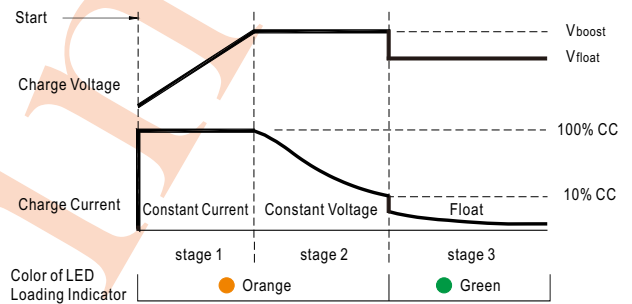 Start
Vboost
Vfloat
Charge Voltage
100% CC
10% CC
Charge Current
Constant Current
Constant Voltage
Float
stage 1
stage 2
stage 3
Color of LED
Loading Indicator
Orange
Green